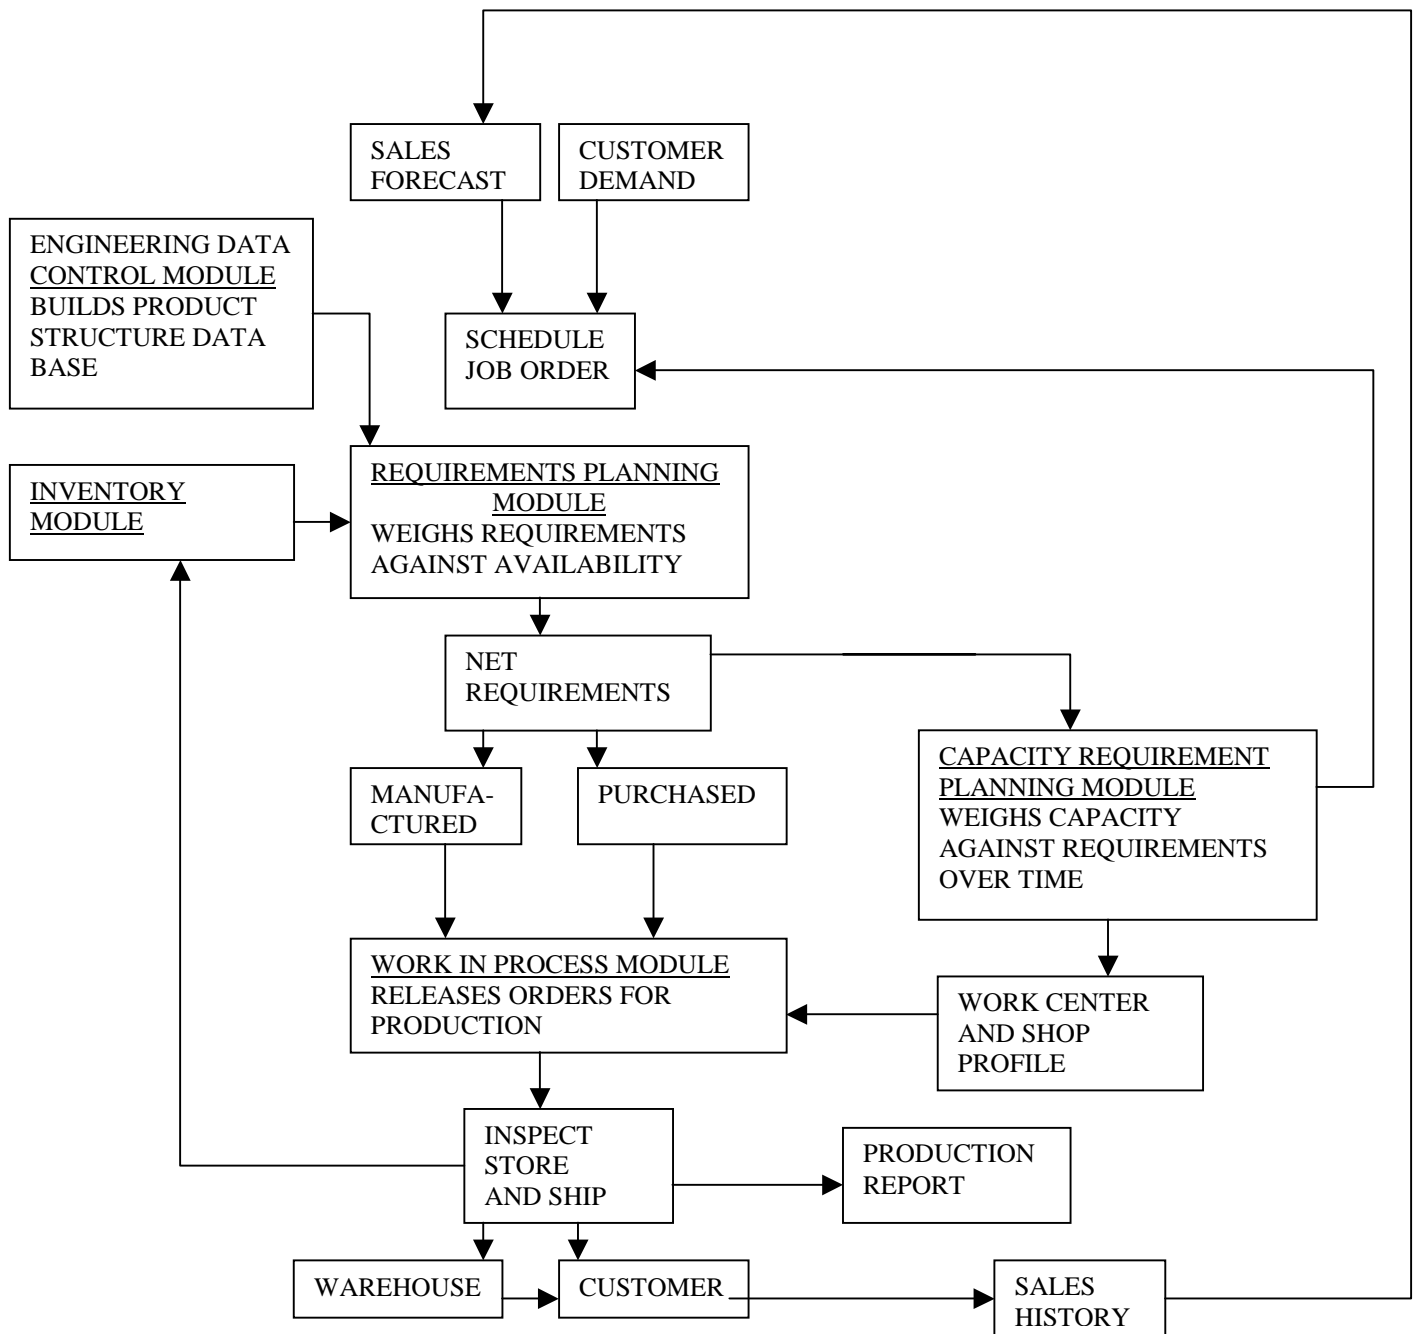 SALES
FORECAST
CUSTOMER
DEMAND
ENGINEERING DATA
CONTROL MODULE
BUILDS PRODUCT
STRUCTURE DATA
BASE
SCHEDULE
JOB ORDER
INVENTORY
MODULE
REQUIREMENTS PLANNING
MODULE
WEIGHS REQUIREMENTS
AGAINST AVAILABILITY
NET
REQUIREMENTS
MANUFA-
CTURED
PURCHASED
CAPACITY REQUIREMENT
PLANNING MODULE
WEIGHS CAPACITY
AGAINST REQUIREMENTS
OVER TIME
WORK IN PROCESS MODULE
RELEASES ORDERS FOR
PRODUCTION
WORK CENTER
AND SHOP
PROFILE
INSPECT
STORE
AND SHIP
PRODUCTION
REPORT
WAREHOUSE
CUSTOMER
SALES
HISTORY